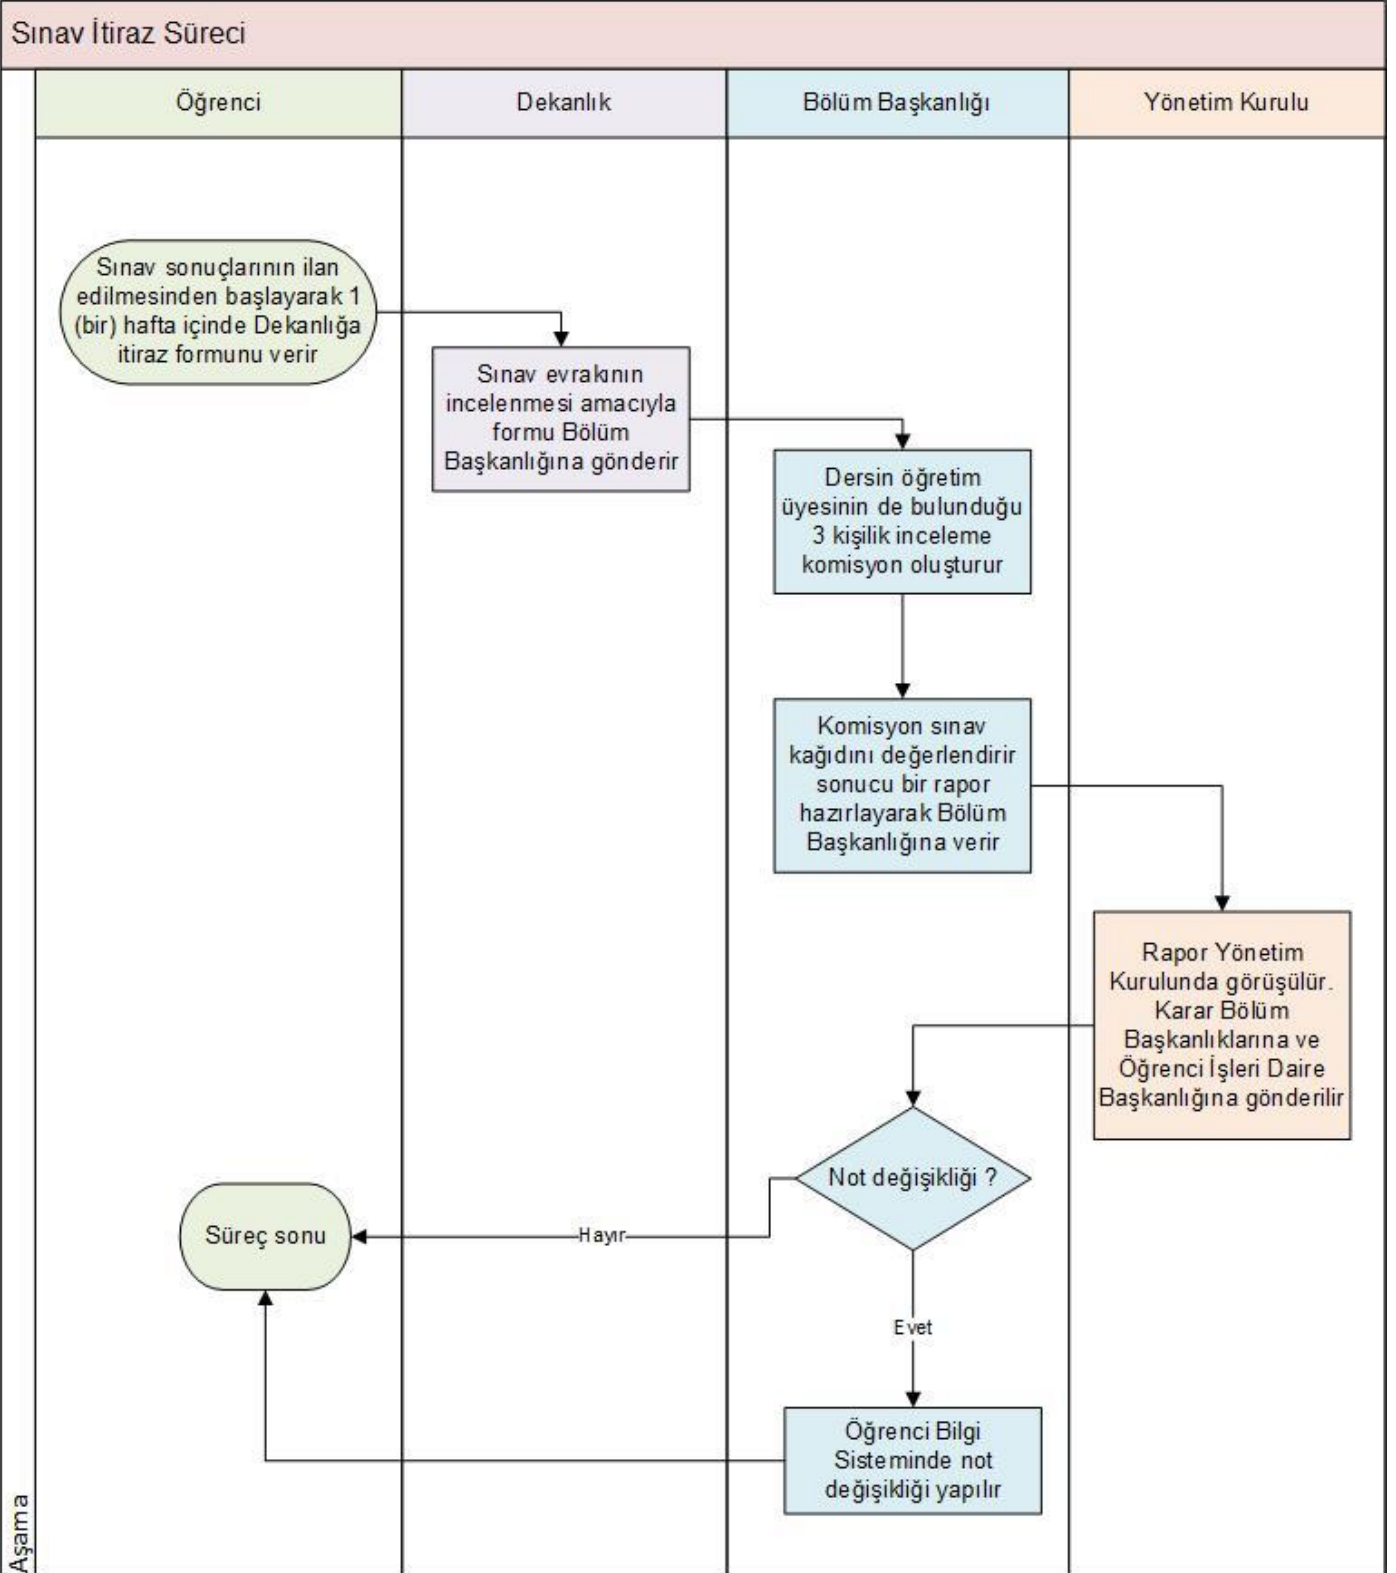 Sınav İtiraz Süreci
Öğrenci
Dekanlık
Bölüm Başkanlığı
Yönetim Kurulu
Sınav sonuçlarının ilan
edilmesinden başlayarak 1
(bir) hafta içinde Dekanlığa
itiraz formunu verir
Sınav evrakının
incelenmesi amacıyla
formu Bölüm
Başkanlığına gönderir
Dersin öğretim
üyesinin de bulunduğu
3 kişilik inceleme
komisyon oluşturur
Komisyon sınav
kağıdını değerlendirir
sonucu bir rapor
hazırlayarak Bölüm
Başkanlığına verir
Rapor Yönetim
Kurulunda görüşülür.
Karar Bölüm
Başkanlıklarına ve
Öğrenci İşleri Daire
Başkanlığına gönderilir
Not değişikliği ?
Hayır
Süreç sonu
Evet
Öğrenci Bilgi
Sisteminde not
değişikliği yapılır
Aşama